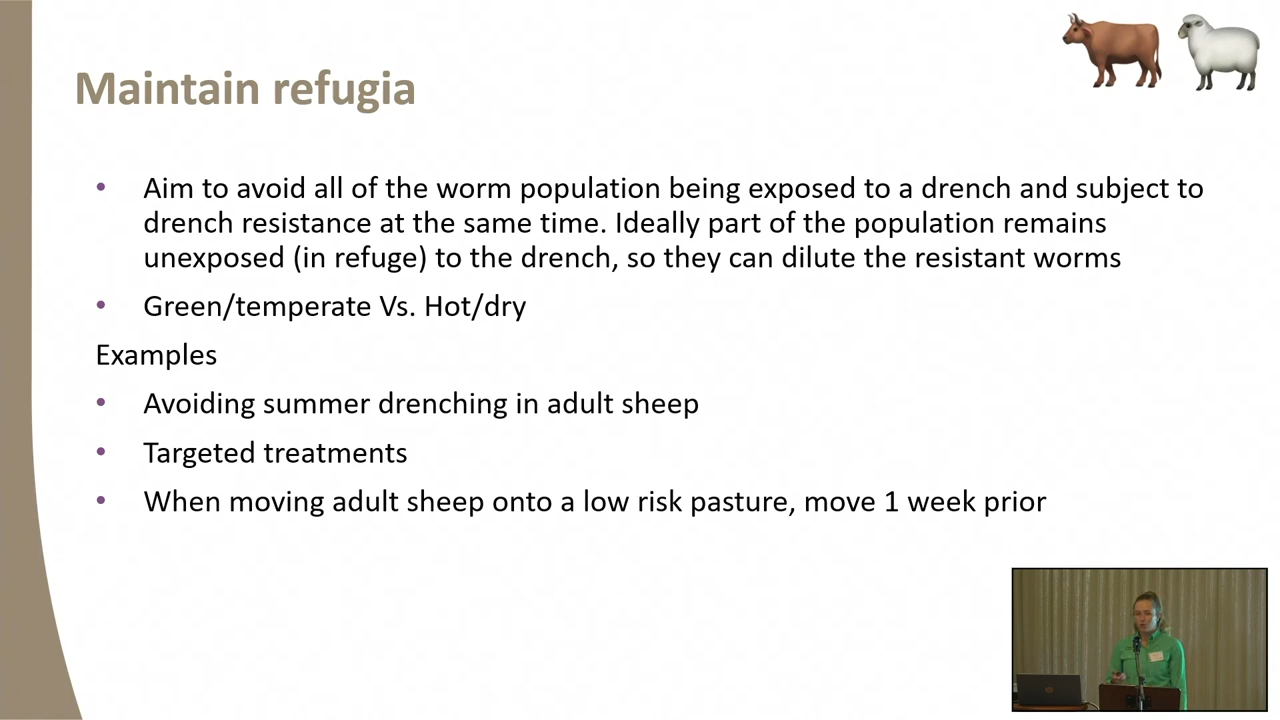 Maintain refugia
• Aim to avoid all of the worm population being exposed to a drench and subject to
drench resistance at the same time. Ideally part of the population remains
unexposed (in refuge) to the drench, so they can dilute the resistant worms
• Green/temperate Vs. Hot/dry
Examples
• Avoiding summer drenching in adult sheep
• Targeted treatments
• When moving adult sheep onto a low risk pasture, move 1 week prior